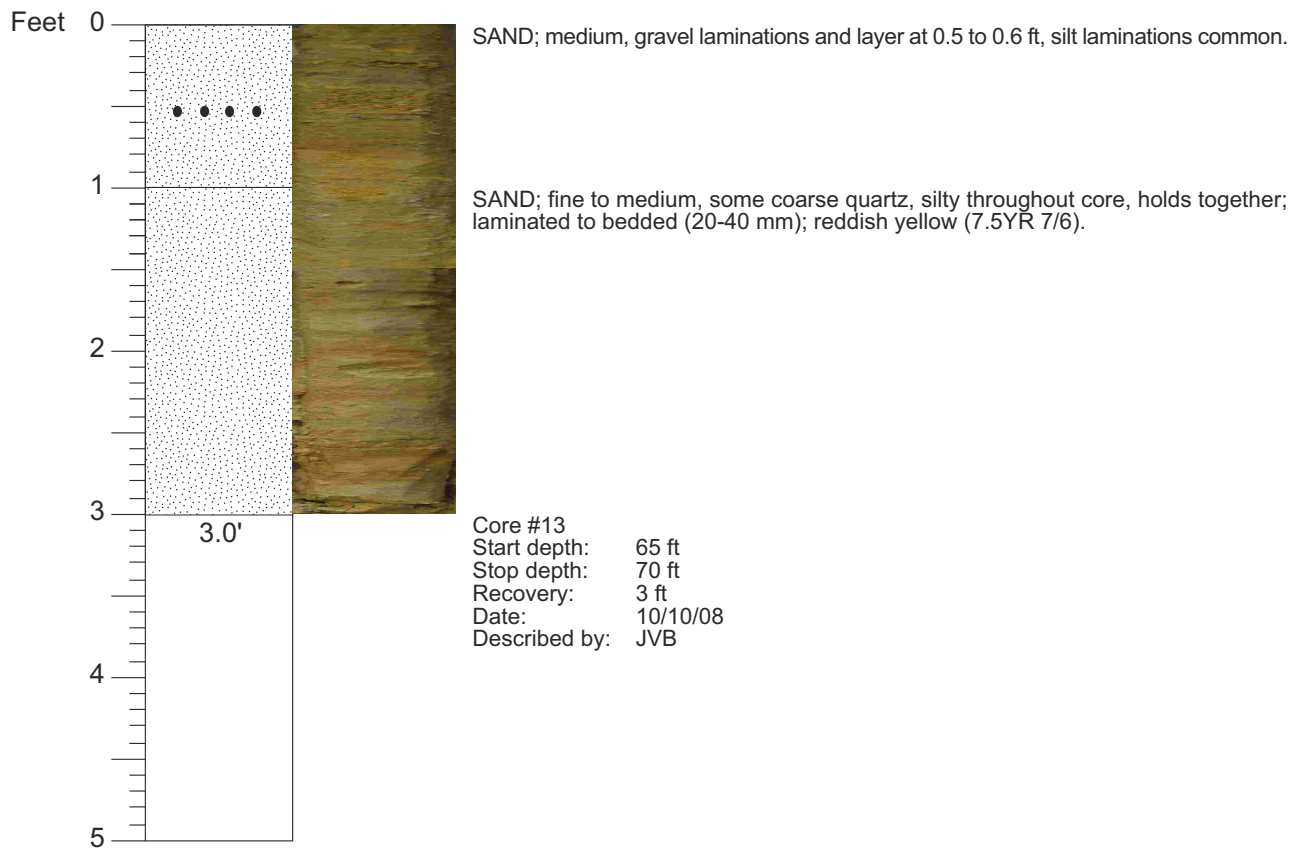 Feet 0
SAND; medium, gravel laminations and layer at 0.5 to 0.6 ft, silt laminations common.
1
SAND; fine to medium, some coarse quartz, silty throughout core, holds together;
laminated to bedded (20-40 mm); reddish yellow (7.5YR 7/6).
2
3
3.0'
Core #13
Start depth: 65 ft
Stop depth: 70 ft
Recovery: 3 ft
Date: 10/10/08
Described by: JVB
4
5